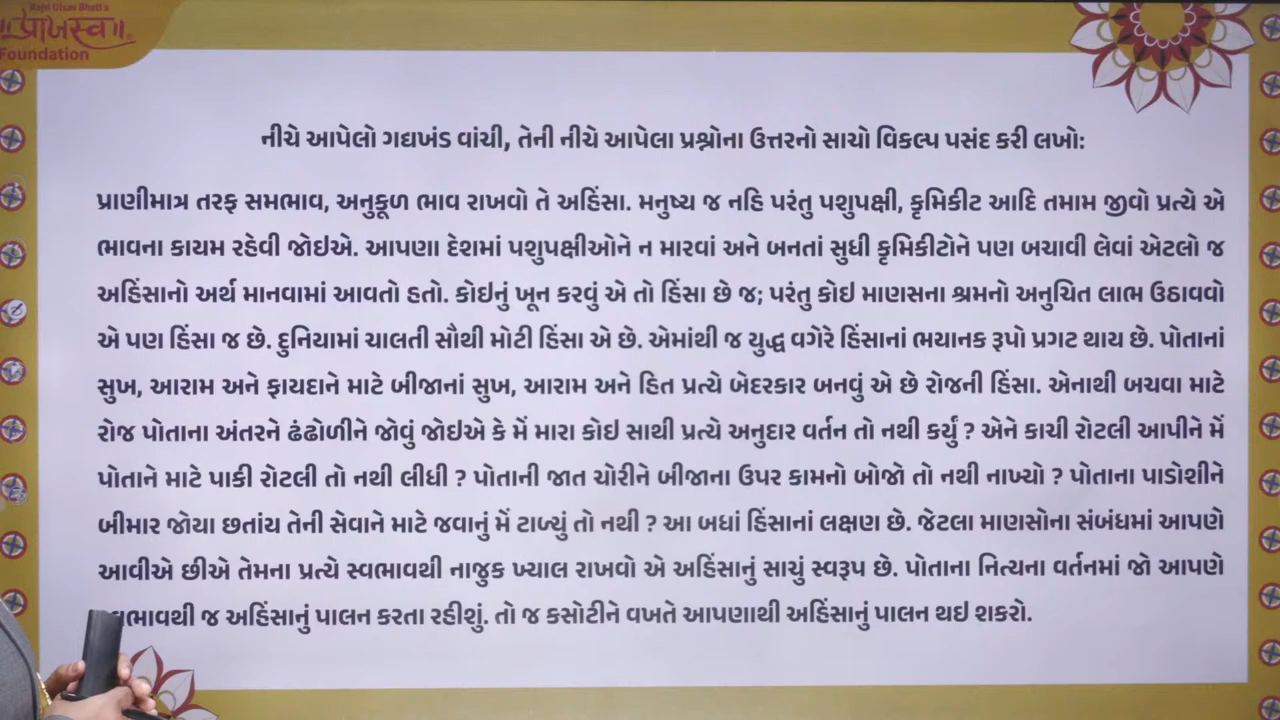 Rajvi Utsav Bhatt's
॥પ્રાજસ્વ॥
Foundation
નીચે આપેલો ગદ્યખંડ વાંચી, તેની નીચે આપેલા પ્રશ્નોના ઉત્તરનો સાચો વિકલ્પ પસંદ કરી લખો:
પ્રાણીમાત્ર તરફ સમભાવ, અનુકૂળ ભાવ રાખવો તે અહિંસા. મનુષ્ય જ નહિ પરંતુ પશુપક્ષી, કૃમિકીટ આદિ તમામ જીવો પ્રત્યે એ
ભાવના કાયમ રહેવી જોઇએ. આપણા દેશમાં પશુપક્ષીઓને ન મારવાં અને બનતાં સુધી કૃમિકીટોને પણ બચાવી લેવાં એટલો જ
અહિંસાનો અર્થ માનવામાં આવતો હતો. કોઇનું ખૂન કરવું એ તો હિંસા છે જ; પરંતુ કોઇ માણસના શ્રમનો અનુચિત લાભ ઉઠાવવો
એ પણ હિંસા જ છે. દુનિયામાં ચાલતી સૌથી મોટી હિંસા એ છે. એમાંથી જ યુદ્ધ વગેરે હિંસાનાં ભયાનક રૂપો પ્રગટ થાય છે. પોતાનાં
સુખ, આરામ અને ફાયદાને માટે બીજાનાં સુખ, આરામ અને હિત પ્રત્યે બેદરકાર બનવું એ છે રોજની હિંસા. એનાથી બચવા માટે
રોજ પોતાના અંતરને ઢંઢોળીને જોવું જોઇએ કે મેં મારા કોઇ સાથી પ્રત્યે અનુદાર વર્તન તો નથી કર્યું ? એને કાચી રોટલી આપીને મેં
પોતાને માટે પાકી રોટલી તો નથી લીધી ? પોતાની જાત ચોરીને બીજાના ઉપર કામનો બોજો તો નથી નાખ્યો ? પોતાના પાડોશીને
બીમાર જોયા છતાંય તેની સેવાને માટે જવાનું મેં ટાળ્યું તો નથી ? આ બધાં હિંસાનાં લક્ષણ છે. જેટલા માણસોના સંબંધમાં આપણે
આવીએ છીએ તેમના પ્રત્યે સ્વભાવથી નાજુક ખ્યાલ રાખવો એ અહિંસાનું સાચું સ્વરૂપ છે. પોતાના નિત્યના વર્તનમાં જો આપણે
જ અહિંસાનું પાલન કરતા રહીશું. તો જ કસોટીને વખતે આપણાથી અહિંસાનું પાલન થઇ શકરો.